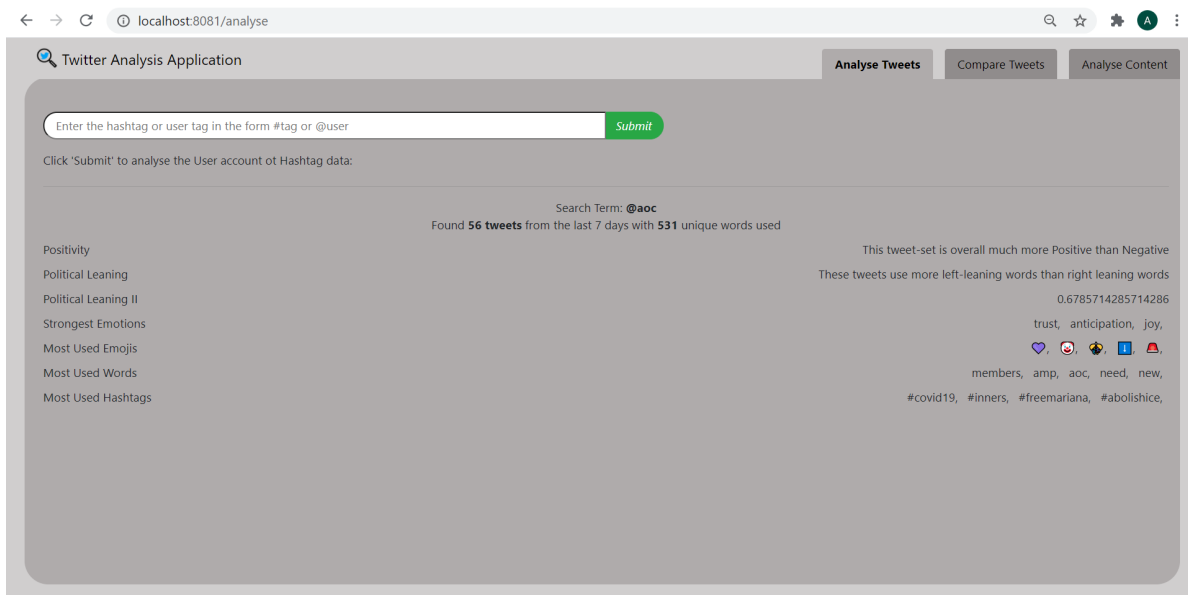 localhost:8081/analyse
A
Twitter Analysis Application
Analyse Tweets
Compare Tweets
Analyse Content
Enter the hashtag or user tag in the form #tag or @user
Submit
Click 'Submit' to analyse the User account ot Hashtag data:
Search Term: @aoc
Found 56 tweets from the last 7 days with 531 unique words used
Positivity This tweet-set is overall much more Positive than Negative
Political Leaning These tweets use more left-leaning words than right leaning words
Political Leaning II 0.6785714285714286
Strongest Emotions trust, anticipation, joy,
Most Used Emojis 💜, 🤡, 👑, ℹ️, 🚨,
Most Used Words members, amp, aoc, need, new,
Most Used Hashtags #covid19, #inners, #freemariana, #abolishice,